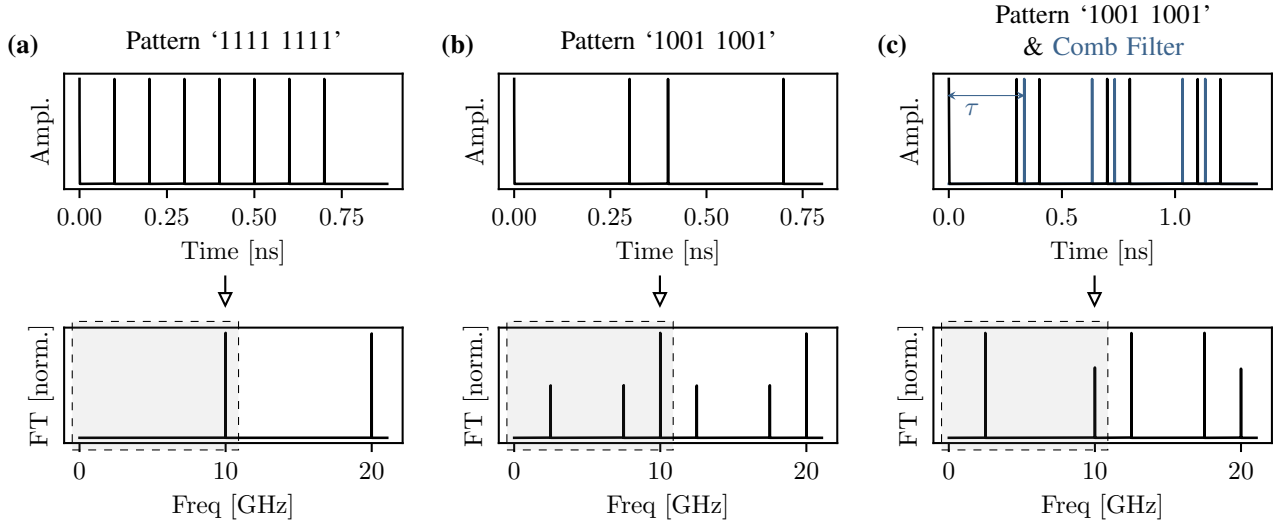 (a)
Pattern ‘1111 1111’
Ampl.
0.00 0.25 0.50 0.75
Time [ns]
FT [norm.]
0 10 20
Freq [GHz]
(b)
Pattern ‘1001 1001’
Ampl.
0.00 0.25 0.50 0.75
Time [ns]
FT [norm.]
0 10 20
Freq [GHz]
(c)
Pattern ‘1001 1001’
& Comb Filter
τ
Ampl.
0.0 0.5 1.0
Time [ns]
FT [norm.]
0 10 20
Freq [GHz]